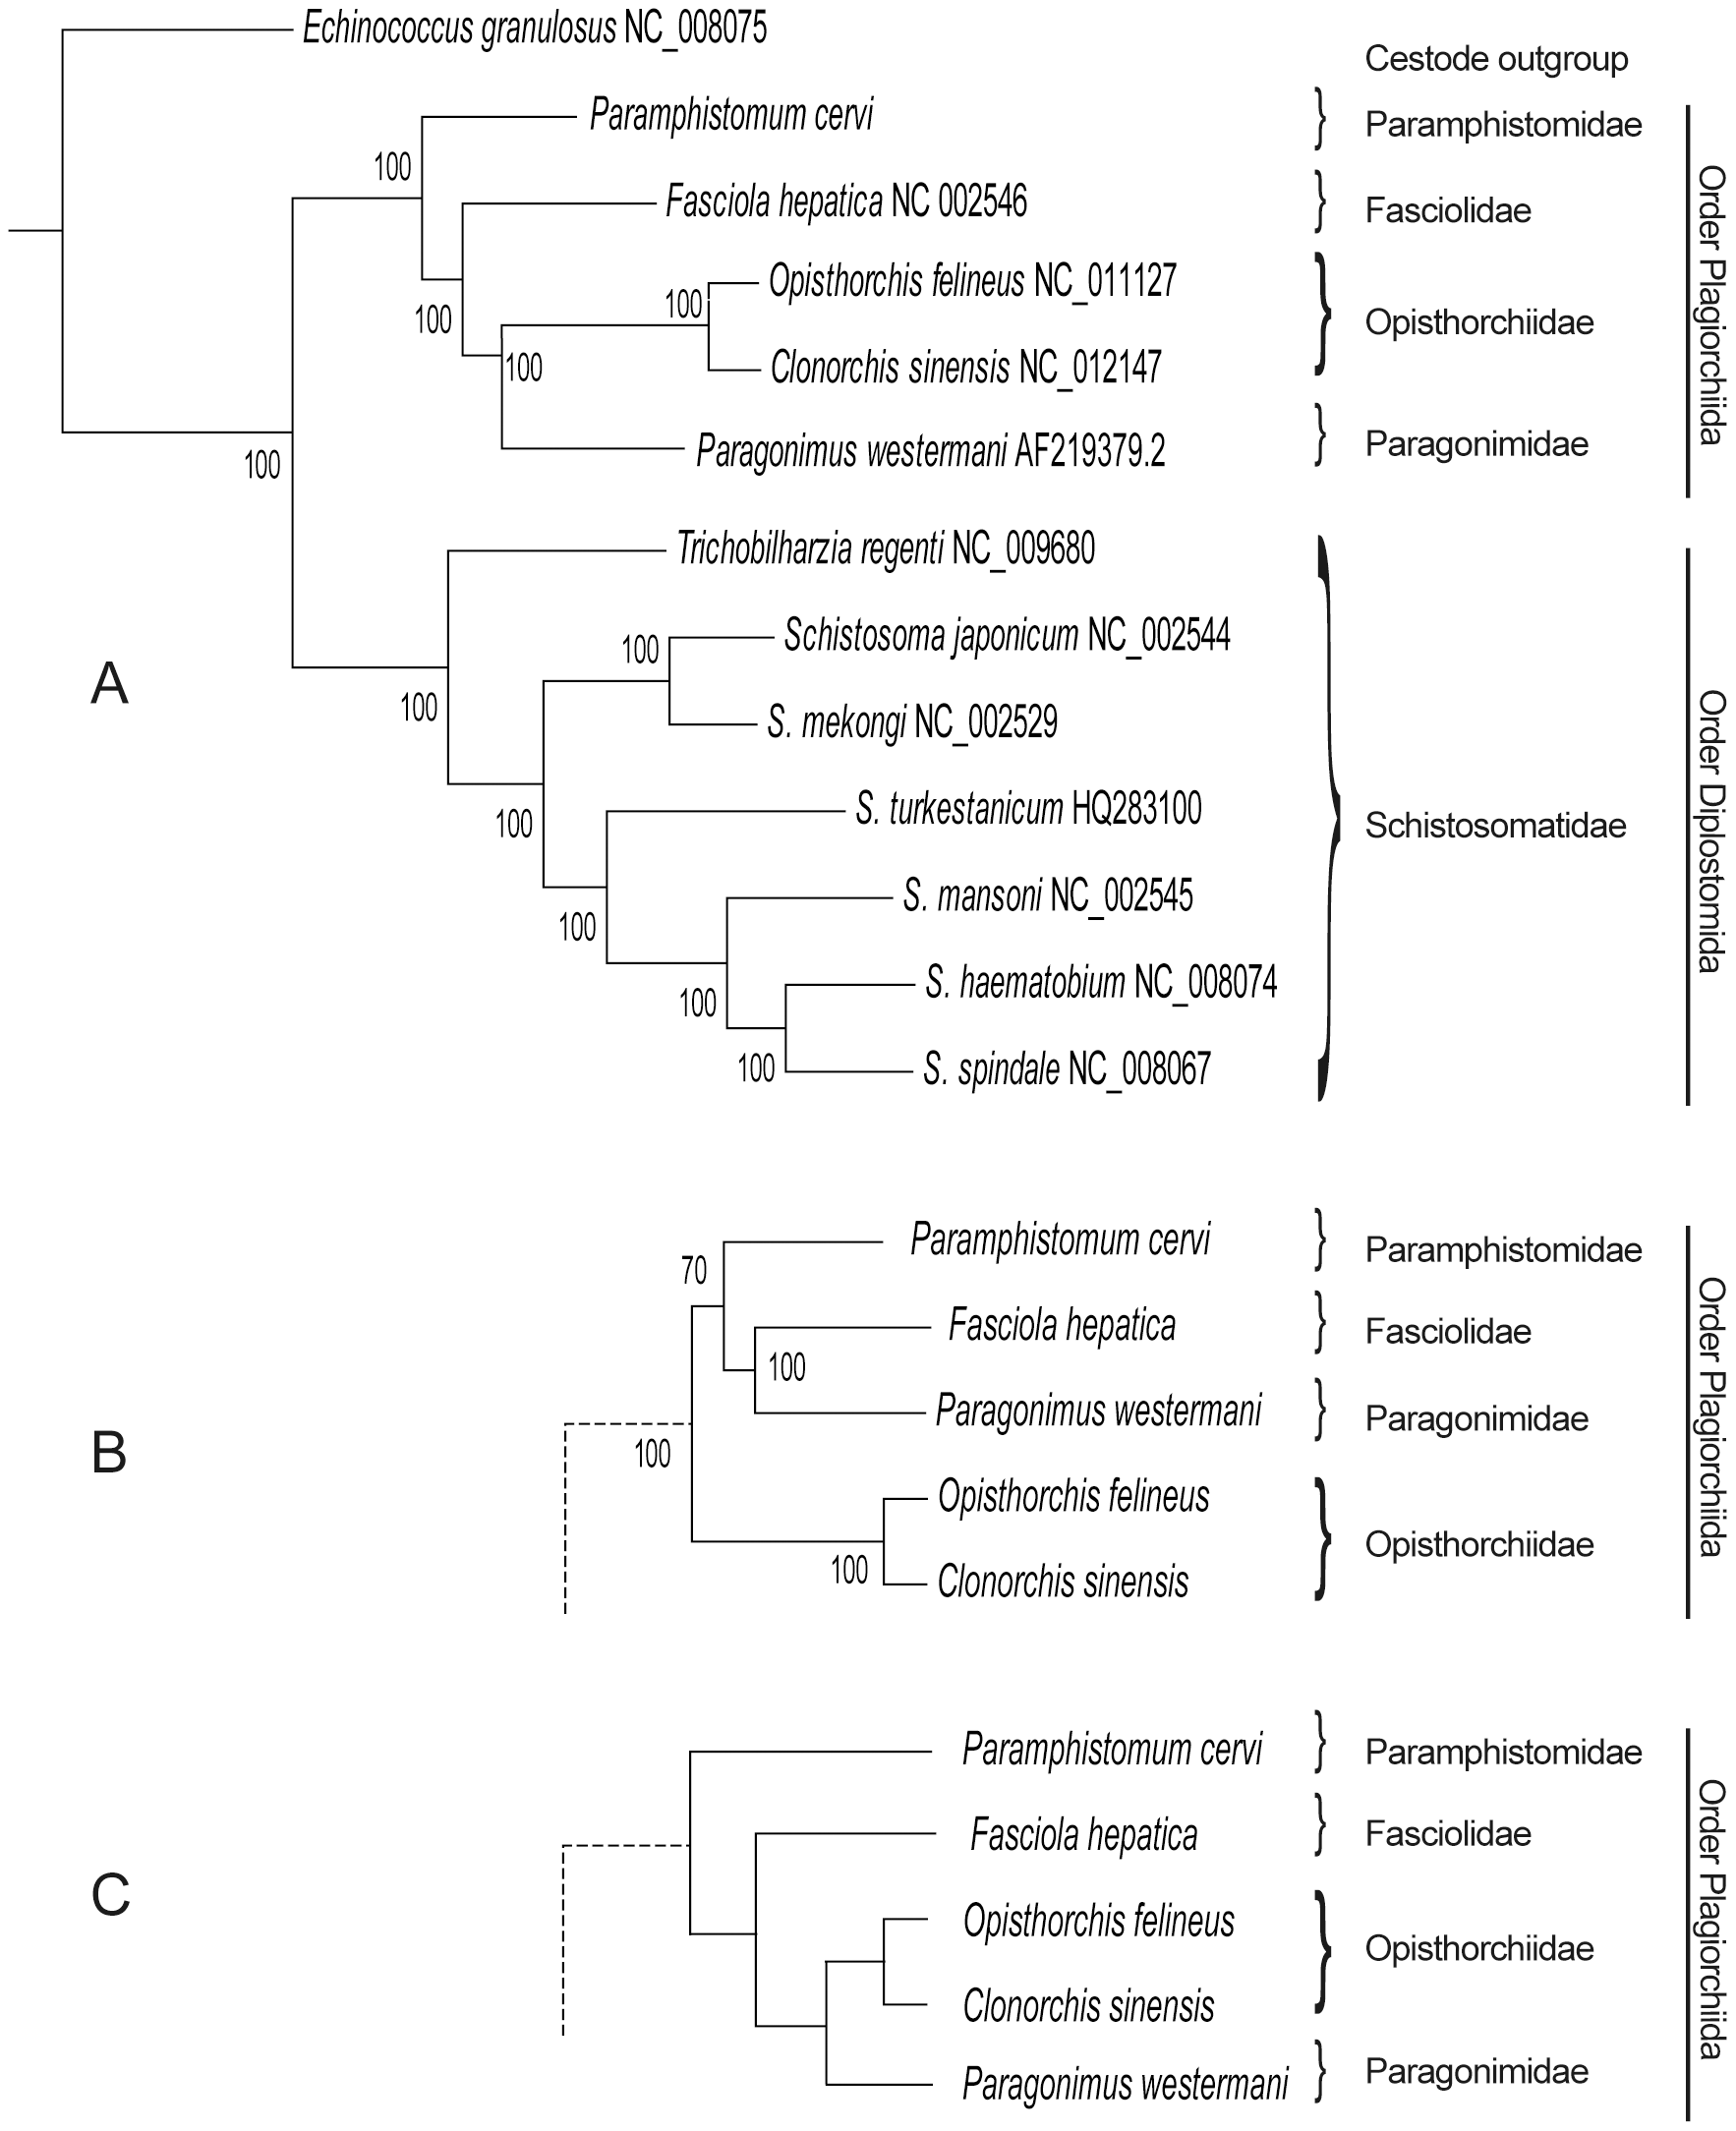 Echinococcus granulosus NC_008075
Cestode outgroup
Paramphistomum cervi
Paramphistomidae
100
Fasciola hepatica NC 002546
Fasciolidae
Opisthorchis felineus NC_011127
100
100
Opisthorchiidae
Clonorchis sinensis NC_012147
100
Paragonimus westermani AF219379.2
Paragonimidae
100
Order Plagiorchiida
Trichobilharzia regenti NC_009680
Schistosoma japonicum NC_002544
100
A
100
S. mekongi NC_002529
S. turkestanicum HQ283100
100
Schistosomatidae
S. mansoni NC_002545
100
S. haematobium NC_008074
100
S. spindale NC_008067
100
Order Diplostomida
Paramphistomum cervi
Paramphistomidae
70
Fasciola hepatica
Fasciolidae
100
Paragonimus westermani
Paragonimidae
B
100
Opisthorchis felineus
Opisthorchiidae
100
Clonorchis sinensis
Order Plagiorchiida
Paramphistomum cervi
Paramphistomidae
Fasciola hepatica
Fasciolidae
C
Opisthorchis felineus
Opisthorchiidae
Clonorchis sinensis
Paragonimus westermani
Paragonimidae
Order Plagiorchiida